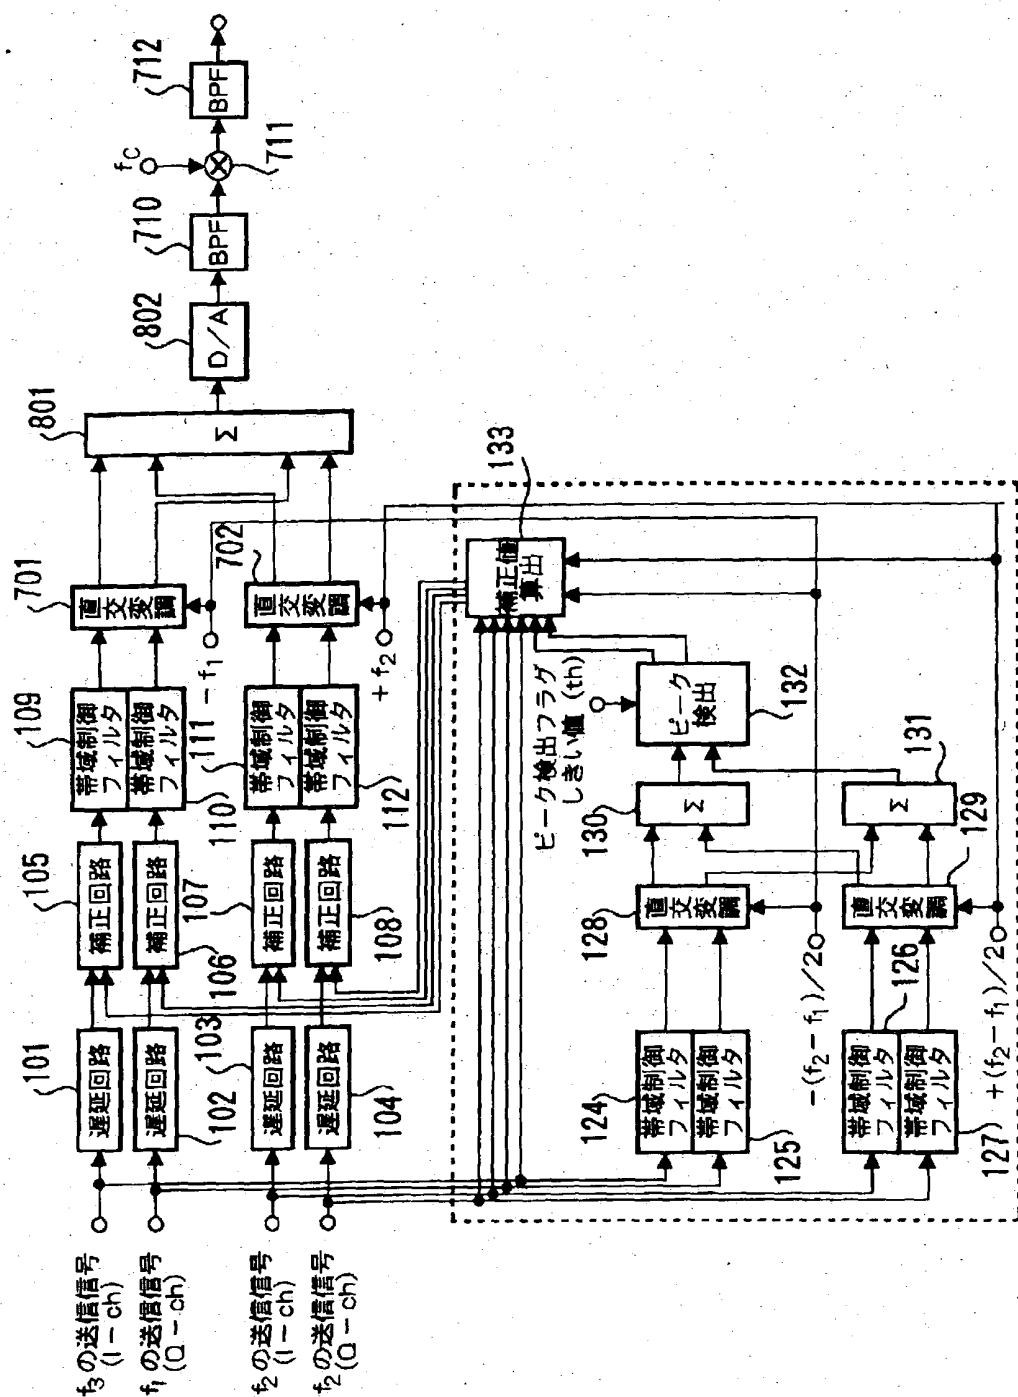 f₃の送信信号
(I−ch)
f₁の送信信号
(Q−ch)
f₂の送信信号
(I−ch)
f₂の送信信号
(Q−ch)
101
遅延回路
遅延回路
102
103
遅延回路
遅延回路
104
105
補正回路
補正回路
106
107
補正回路
補正回路
108
109
帯域制御
フィルタ
帯域制御
フィルタ
110
111
帯域制御
フィルタ
帯域制御
フィルタ
112
701
直交変調
−f₁
702
直交変調
+f₂
801
Σ
802
D/A
710
BPF
fc
711
712
BPF
133
補正値
算出
ピーク検出フラグ
しきい値 (th)
ピーク
検出
132
130
Σ
131
Σ
128
直交変調
−(f₂−f₁)/2
129
直交変調
+(f₂−f₁)/2
124
帯域制御
フィルタ
帯域制御
フィルタ
125
126
帯域制御
フィルタ
帯域制御
フィルタ
127